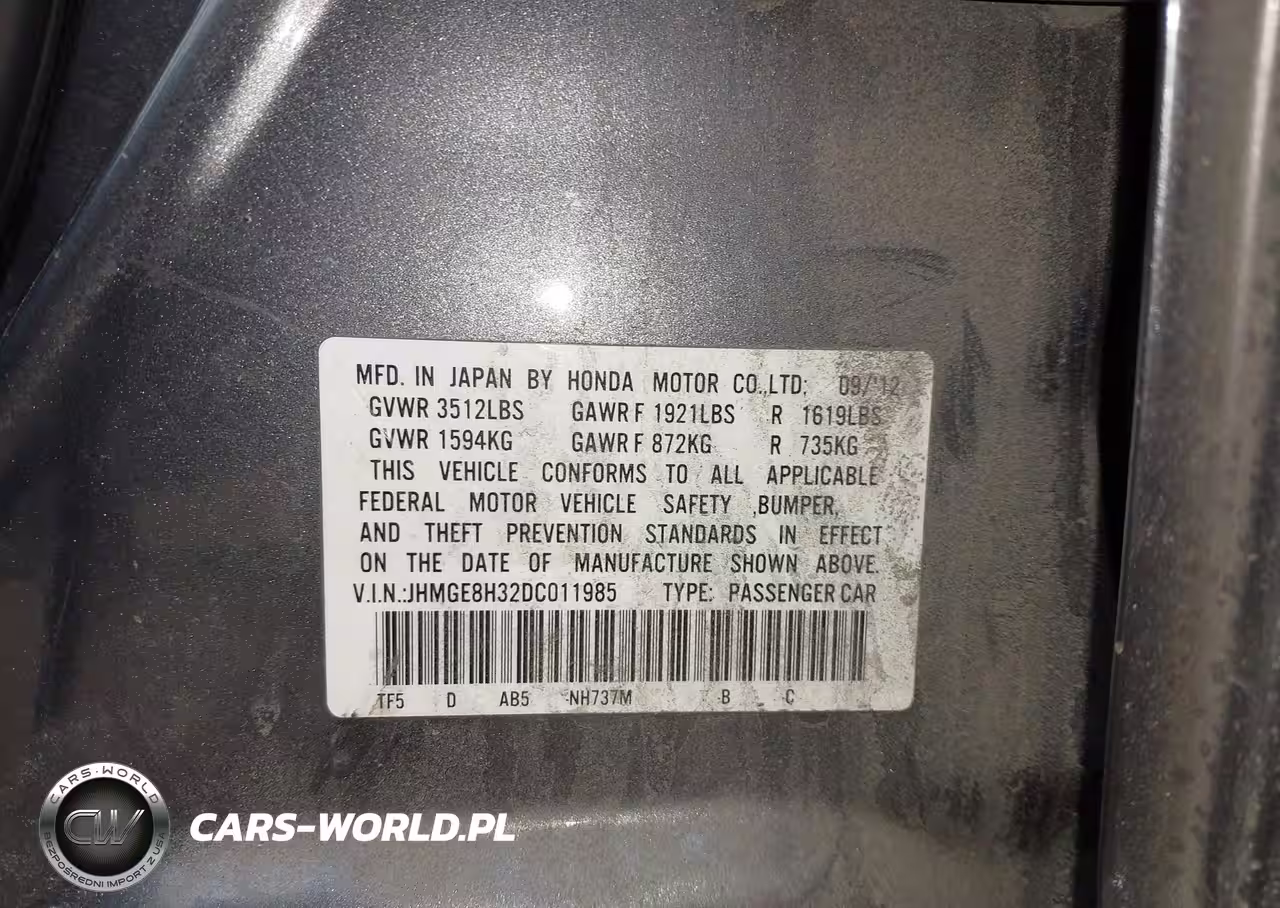 MFD. IN JAPAN BY HONDA MOTOR CO.,LTD; 09/'12
GVWR 3512LBS GAWR F 1921LBS R 1619LBS
GVWR 1594KG GAWR F 872KG R 735KG
THIS VEHICLE CONFORMS TO ALL APPLICABLE
FEDERAL MOTOR VEHICLE SAFETY ,BUMPER,
AND THEFT PREVENTION STANDARDS IN EFFECT
ON THE DATE OF MANUFACTURE SHOWN ABOVE.
V.I.N.:JHMGE8H32DC011985 TYPE: PASSENGER CAR
TF5 D AB5 NH737M B C
CARS-WORLD
CW
BEZPOŚREDNI IMPORT Z USA
CARS-WORLD.PL